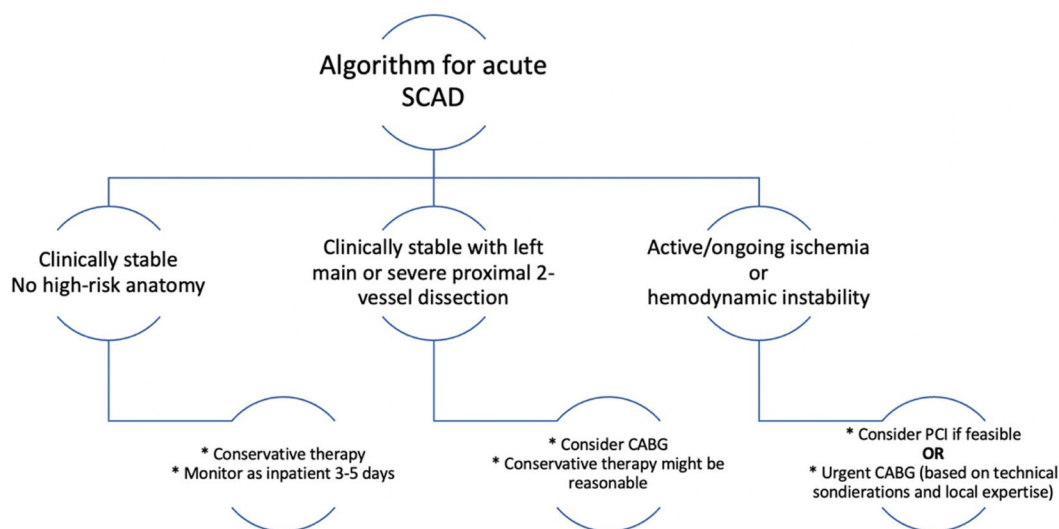 Algorithm for acute
SCAD
Clinically stable
No high-risk anatomy
Clinically stable with left
main or severe proximal 2-
vessel dissection
Active/ongoing ischemia
or
hemodynamic instability
* Conservative therapy
* Monitor as inpatient 3-5 days
* Consider CABG
* Conservative therapy might be
reasonable
* Consider PCI if feasible
OR
* Urgent CABG (based on technical
sondierations and local expertise)